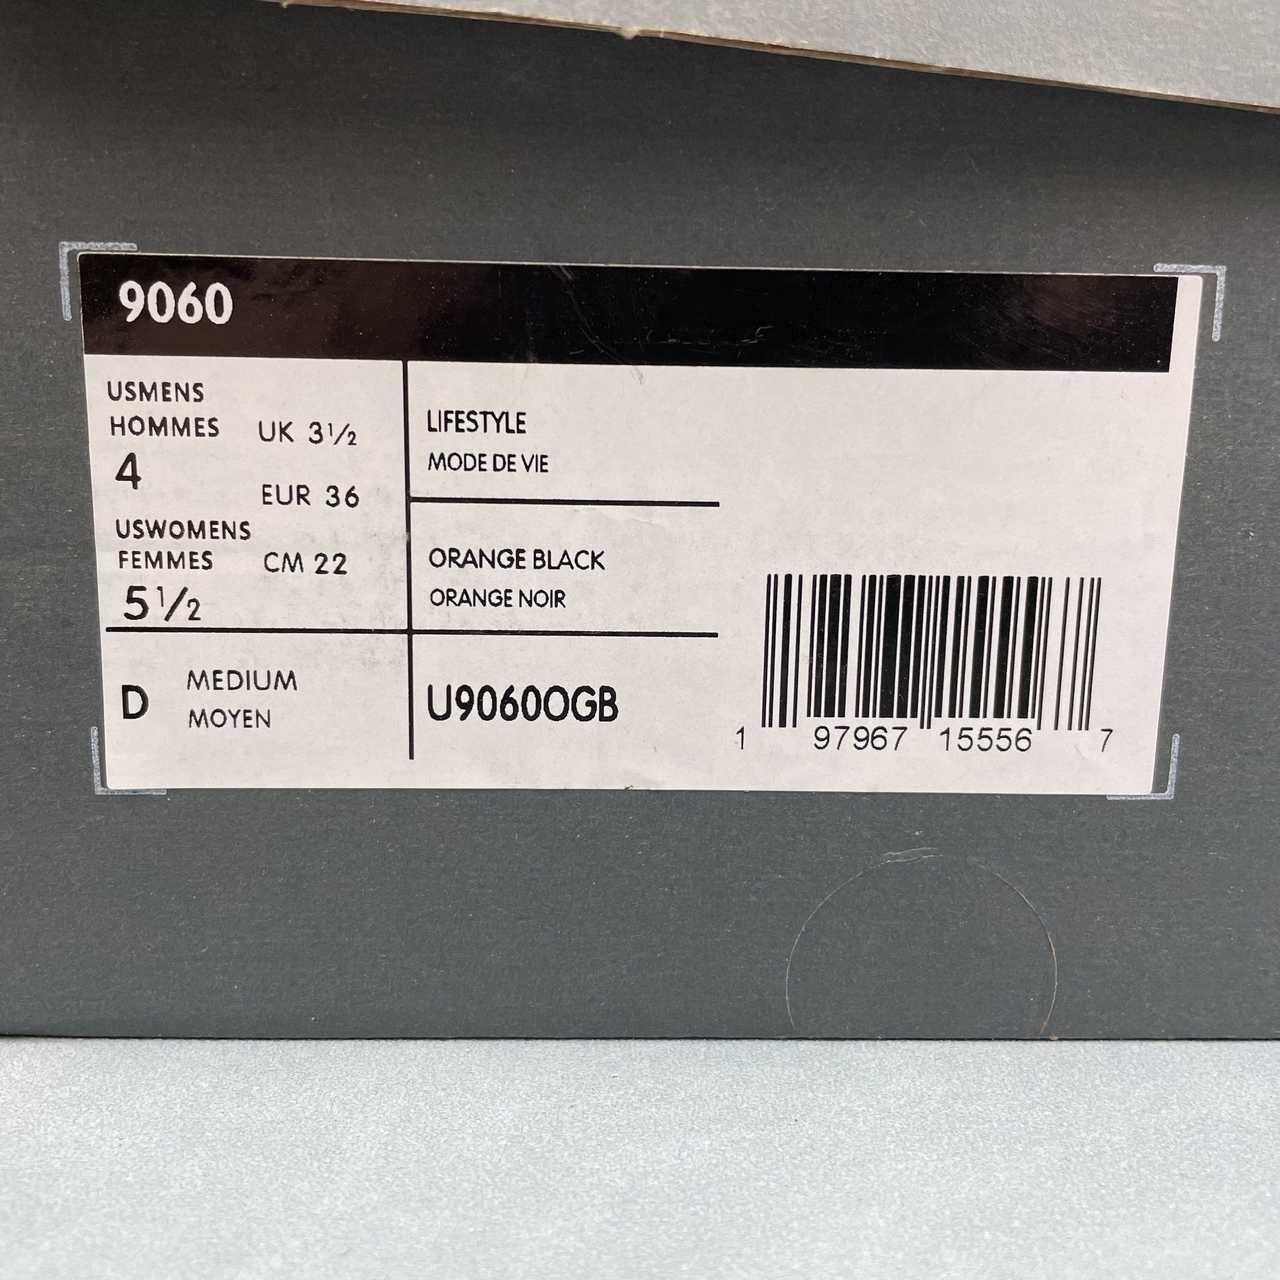 9060
USMENS
HOMMES
4
UK 3½
EUR 36
USWOMENS
FEMMES
5½
CM 22
D
MEDIUM
MOYEN
LIFESTYLE
MODE DE VIE
ORANGE BLACK
ORANGE NOIR
U9060OGB
1 97967 15556 7